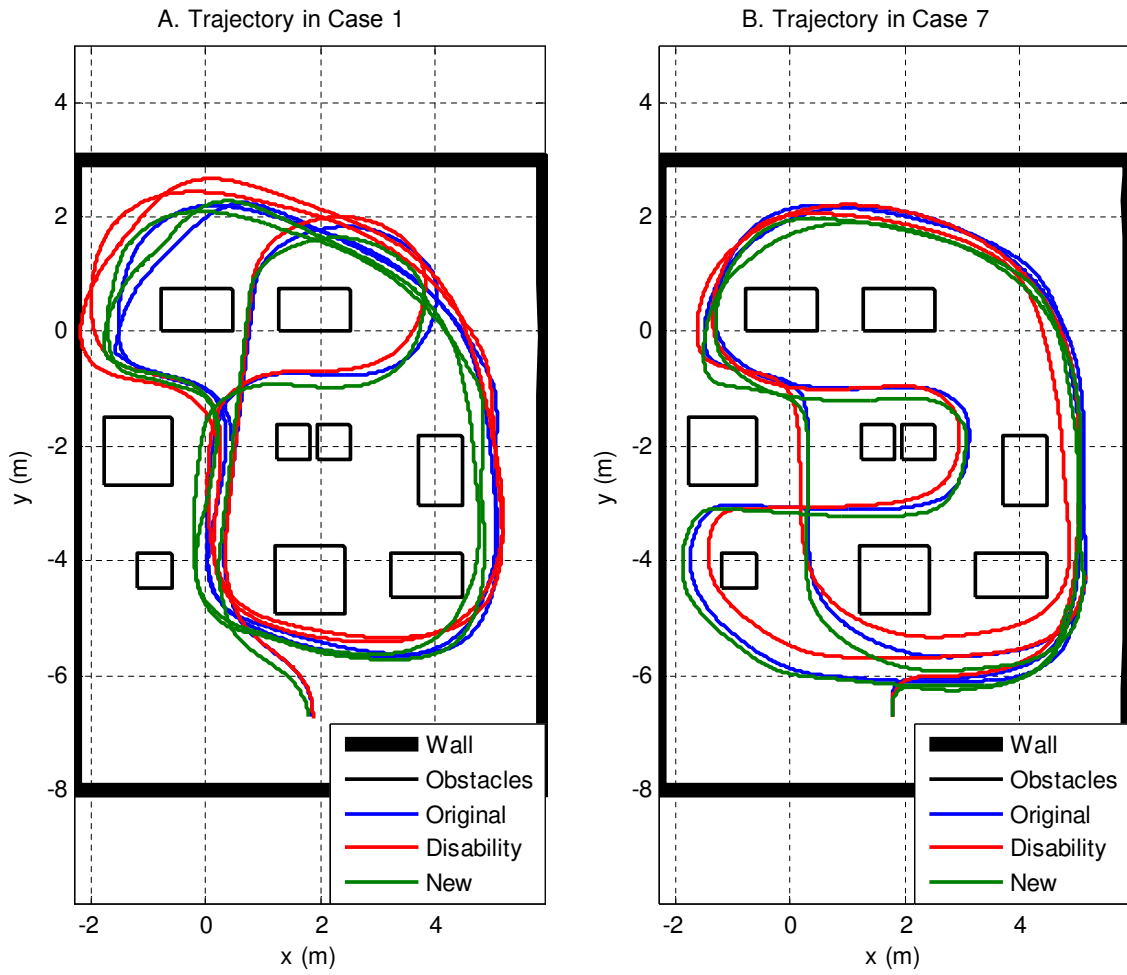 A. Trajectory in Case 1
B. Trajectory in Case 7
4
2
0
-2
-4
-6
-8
y (m)
-2 0 2 4
x (m)
Wall
Obstacles
Original
Disability
New
4
2
0
-2
-4
-6
-8
y (m)
-2 0 2 4
x (m)
Wall
Obstacles
Original
Disability
New